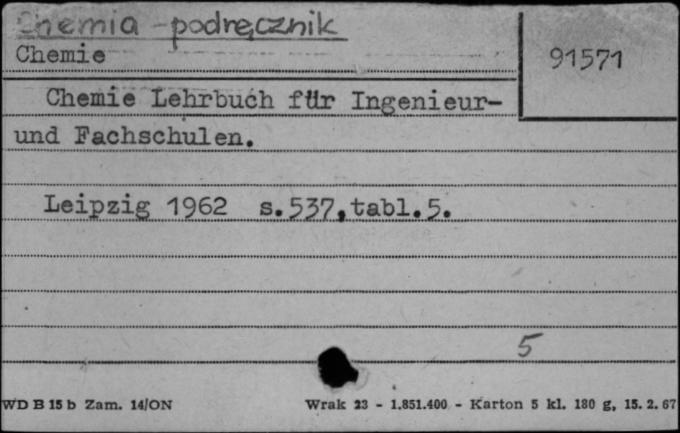 Chemia - podręcznik
Chemie
91571
Chemie Lehrbuch für Ingenieur-
und Fachschulen.
Leipzig 1962 s.537,tabl.5.
5
WD B 15 b Zam. 14/ON
Wrak 23 - 1.851.400 - Karton 5 kl. 180 g, 15. 2. 67